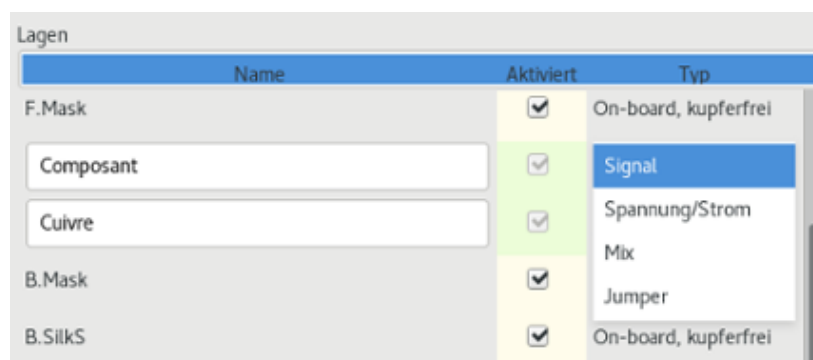 Lagen
Name Aktiviert Typ
F.Mask On-board, kupferfrei
Composant Signal
Spannung/Strom
Cuivre
Mix
B.Mask
Jumper
B.SilkS On-board, kupferfrei